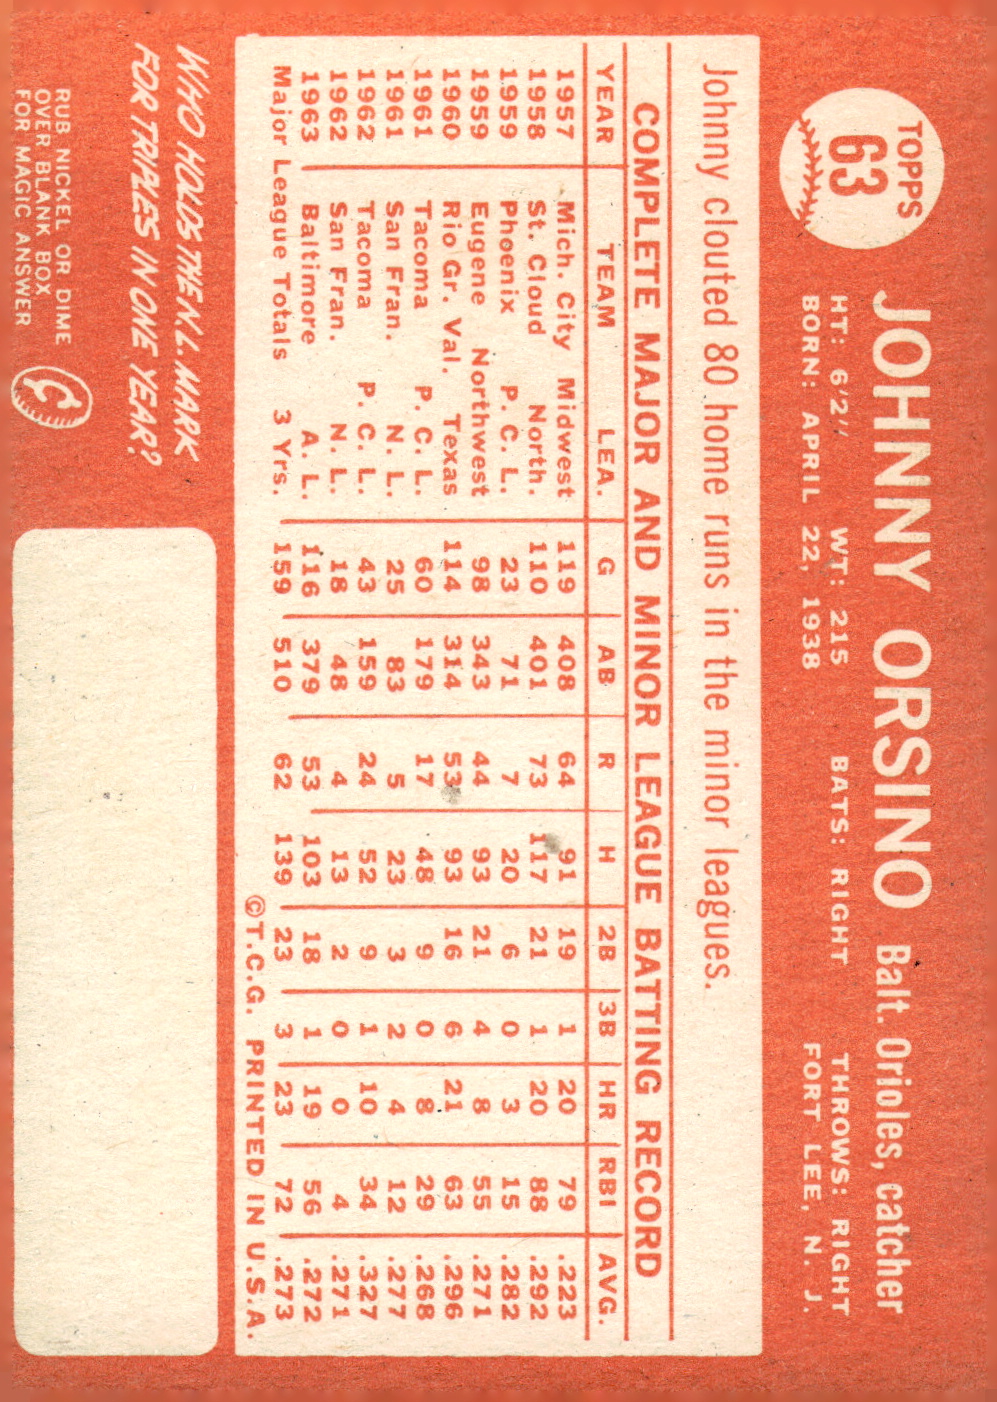 TOPPS
63
JOHNNY ORSINO Balt. Orioles, catcher
HT: 6'2" WT: 215 BATS: RIGHT THROWS: RIGHT
BORN: APRIL 22, 1938 FORT LEE, N. J.
Johnny clouted 80 home runs in the minor leagues.
COMPLETE MAJOR AND MINOR LEAGUE BATTING RECORD
YEAR TEAM LEA. G AB R H 2B 3B HR RBI AVG.
1957 Mich. City Midwest 119 408 64 91 19 1 20 79 .223
1958 St. Cloud North. 110 401 73 117 21 1 20 88 .292
1959 Phoenix P. C. L. 23 71 7 20 6 0 3 15 .282
1959 Eugene Northwest 98 343 44 93 21 4 8 55 .271
1960 Rio Gr. Val. Texas 114 314 53 93 16 6 21 63 .296
1961 Tacoma P. C. L. 60 179 17 48 9 0 8 29 .268
1961 San Fran. N. L. 25 83 5 23 3 2 4 12 .277
1962 Tacoma P. C. L. 43 159 24 52 9 1 10 34 .327
1962 San Fran. N. L. 18 48 4 13 2 0 0 4 .271
1963 Baltimore A. L. 116 379 53 103 18 1 19 56 .272
Major League Totals 3 Yrs. 159 510 62 139 23 3 23 72 .273
©T.C.G. PRINTED IN U.S.A.
WHO HOLDS THE N.L. MARK
FOR TRIPLES IN ONE YEAR?
RUB NICKEL OR DIME
OVER BLANK BOX
FOR MAGIC ANSWER